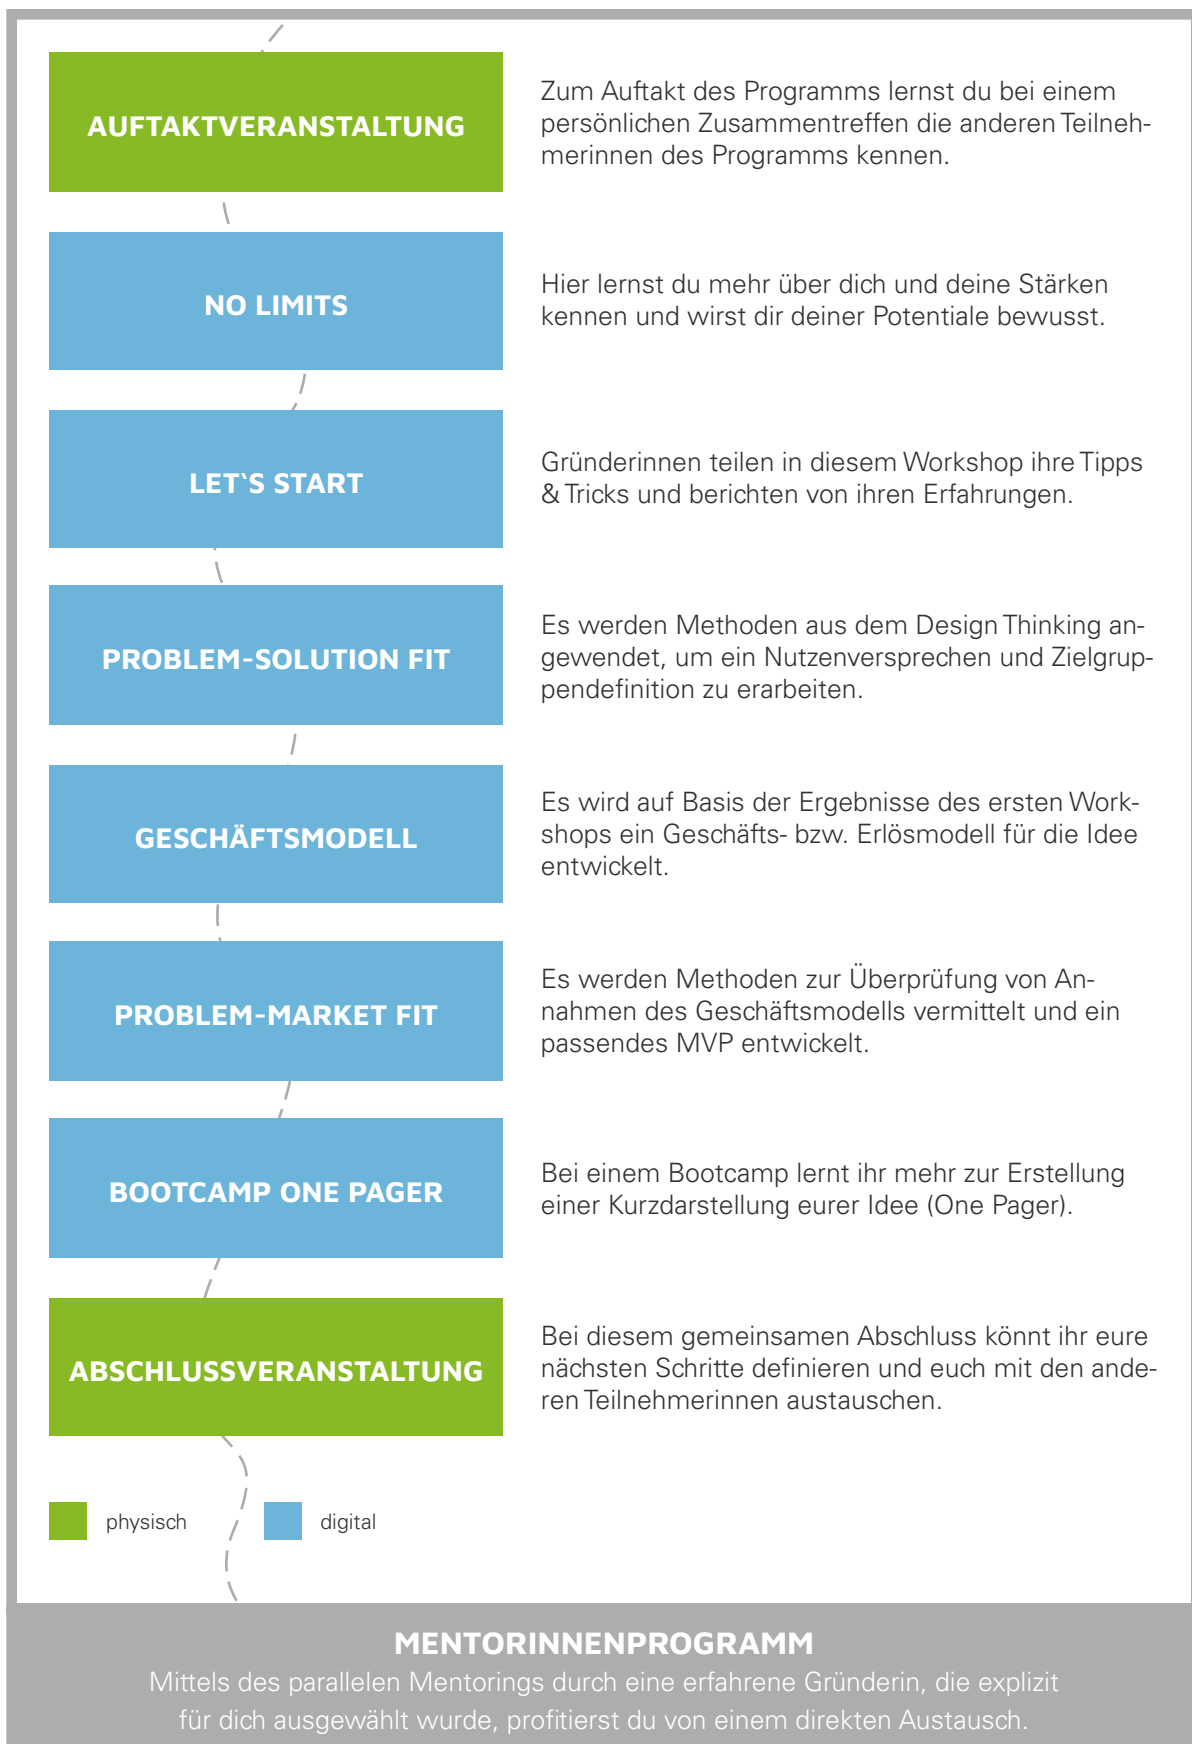 AUFTAKTVERANSTALTUNG
Zum Auftakt des Programms lernst du bei einem
persönlichen Zusammentreffen die anderen Teilneh-
merinnen des Programms kennen.
NO LIMITS
Hier lernst du mehr über dich und deine Stärken
kennen und wirst dir deiner Potentiale bewusst.
LET`S START
Gründerinnen teilen in diesem Workshop ihre Tipps
& Tricks und berichten von ihren Erfahrungen.
PROBLEM-SOLUTION FIT
Es werden Methoden aus dem Design Thinking an-
gewendet, um ein Nutzenversprechen und Zielgrup-
pendefinition zu erarbeiten.
GESCHÄFTSMODELL
Es wird auf Basis der Ergebnisse des ersten Work-
shops ein Geschäfts- bzw. Erlösmodell für die Idee
entwickelt.
PROBLEM-MARKET FIT
Es werden Methoden zur Überprüfung von An-
nahmen des Geschäftsmodells vermittelt und ein
passendes MVP entwickelt.
BOOTCAMP ONE PAGER
Bei einem Bootcamp lernt ihr mehr zur Erstellung
einer Kurzdarstellung eurer Idee (One Pager).
ABSCHLUSSVERANSTALTUNG
Bei diesem gemeinsamen Abschluss könnt ihr eure
nächsten Schritte definieren und euch mit den ande-
ren Teilnehmerinnen austauschen.
physisch
digital
MENTORINNENPROGRAMM
Mittels des parallelen Mentorings durch eine erfahrene Gründerin, die explizit
für dich ausgewählt wurde, profitierst du von einem direkten Austausch.